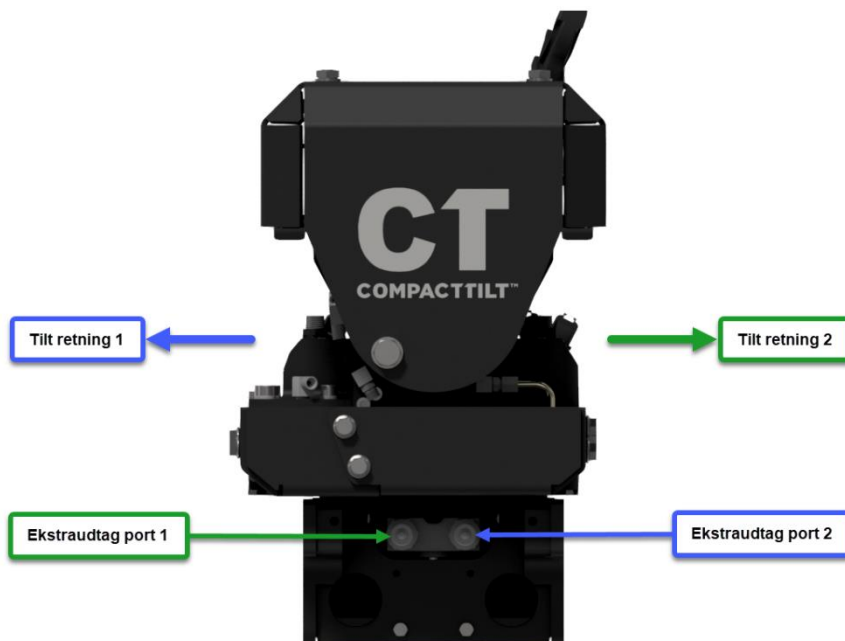 CT
COMPACTTILT™
Tilt retning 1
Tilt retning 2
Ekstraudtag port 1
Ekstraudtag port 2